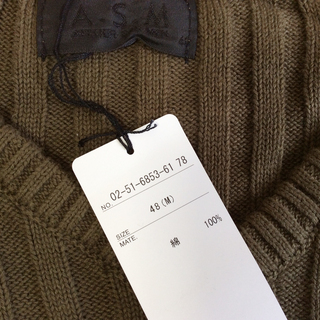 A.S.M
NO. 02-51-6853-61 78
SIZE 48(M)
MATE. 綿 100%